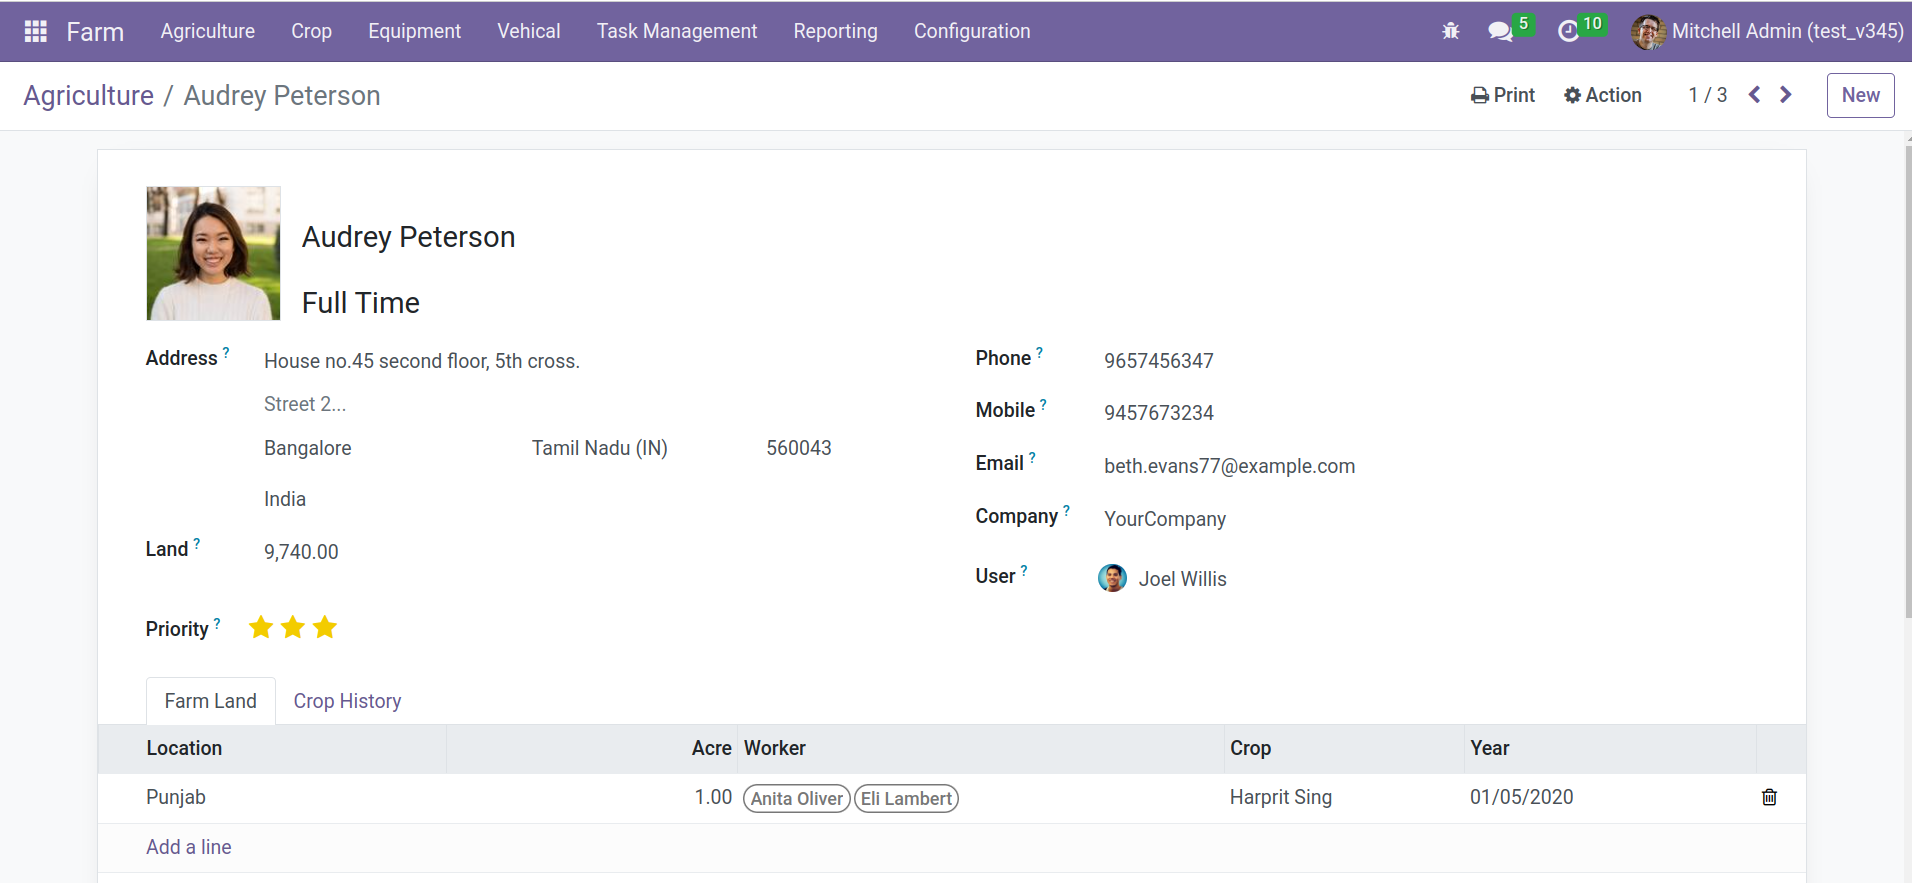 Farm Agriculture Crop Equipment Vehical Task Management Reporting Configuration 5 10 Mitchell Admin (test_v345)
Agriculture / Audrey Peterson Print Action 1 / 3 New
Audrey Peterson
Full Time
Address ? House no.45 second floor, 5th cross.
Street 2...
Bangalore Tamil Nadu (IN) 560043
India
Land ? 9,740.00
Priority ?
Phone ? 9657456347
Mobile ? 9457673234
Email ? beth.evans77@example.com
Company ? YourCompany
User ? Joel Willis
Farm Land Crop History
Location Acre Worker Crop Year
Punjab 1.00 Anita Oliver Eli Lambert Harprit Sing 01/05/2020
Add a line